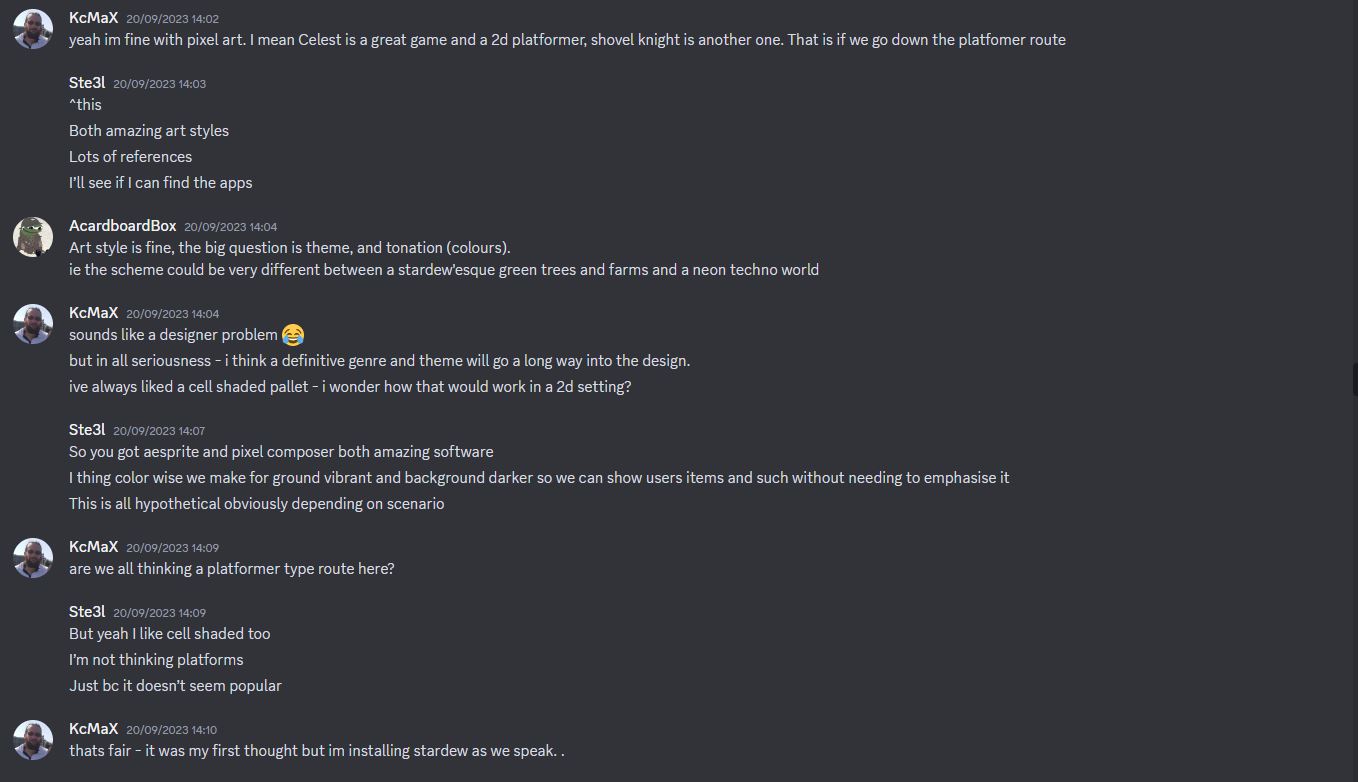 KcMaX 20/09/2023 14:02
yeah im fine with pixel art. I mean Celest is a great game and a 2d platformer, shovel knight is another one. That is if we go down the platfomer route
Ste3l 20/09/2023 14:03
^this
Both amazing art styles
Lots of references
I'll see if I can find the apps
AcardboardBox 20/09/2023 14:04
Art style is fine, the big question is theme, and tonation (colours).
ie the scheme could be very different between a stardew'esque green trees and farms and a neon techno world
KcMaX 20/09/2023 14:04
sounds like a designer problem 😂
but in all seriousness - i think a definitive genre and theme will go a long way into the design.
ive always liked a cell shaded pallet - i wonder how that would work in a 2d setting?
Ste3l 20/09/2023 14:07
So you got aesprite and pixel composer both amazing software
I thing color wise we make for ground vibrant and background darker so we can show users items and such without needing to emphasise it
This is all hypothetical obviously depending on scenario
KcMaX 20/09/2023 14:09
are we all thinking a platformer type route here?
Ste3l 20/09/2023 14:09
But yeah I like cell shaded too
I'm not thinking platforms
Just bc it doesn't seem popular
KcMaX 20/09/2023 14:10
thats fair - it was my first thought but im installing stardew as we speak. .